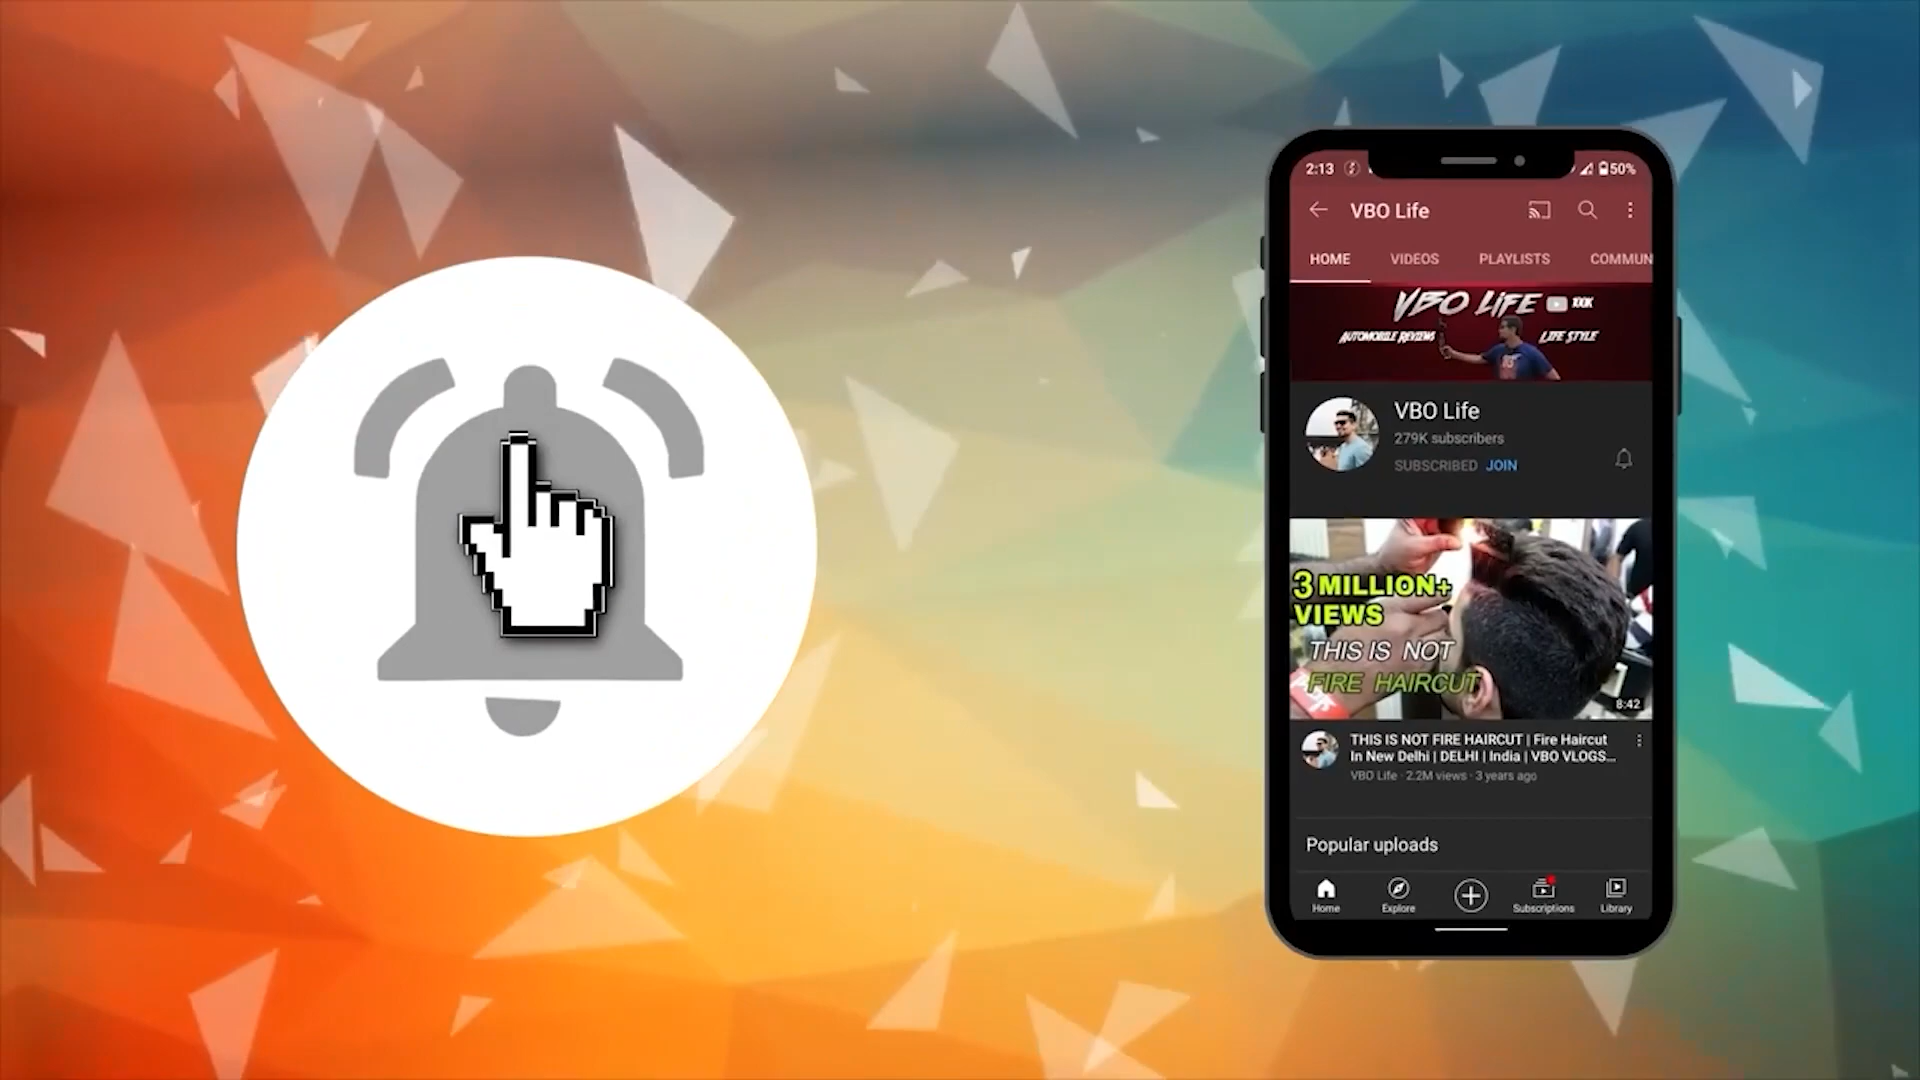 2:13
50%
VBO Life
HOME VIDEOS PLAYLISTS COMMUN
VBO LIFE 100K
AUTOMOBILE REVIEWS LIFE STYLE
VBO Life
279K subscribers
SUBSCRIBED JOIN
3 MILLION+
VIEWS
THIS IS NOT
FIRE HAIRCUT
8:42
THIS IS NOT FIRE HAIRCUT | Fire Haircut
In New Delhi | DELHI | India | VBO VLOGS...
VBO Life · 2.2M views · 3 years ago
Popular uploads
Home Explore Subscriptions Library